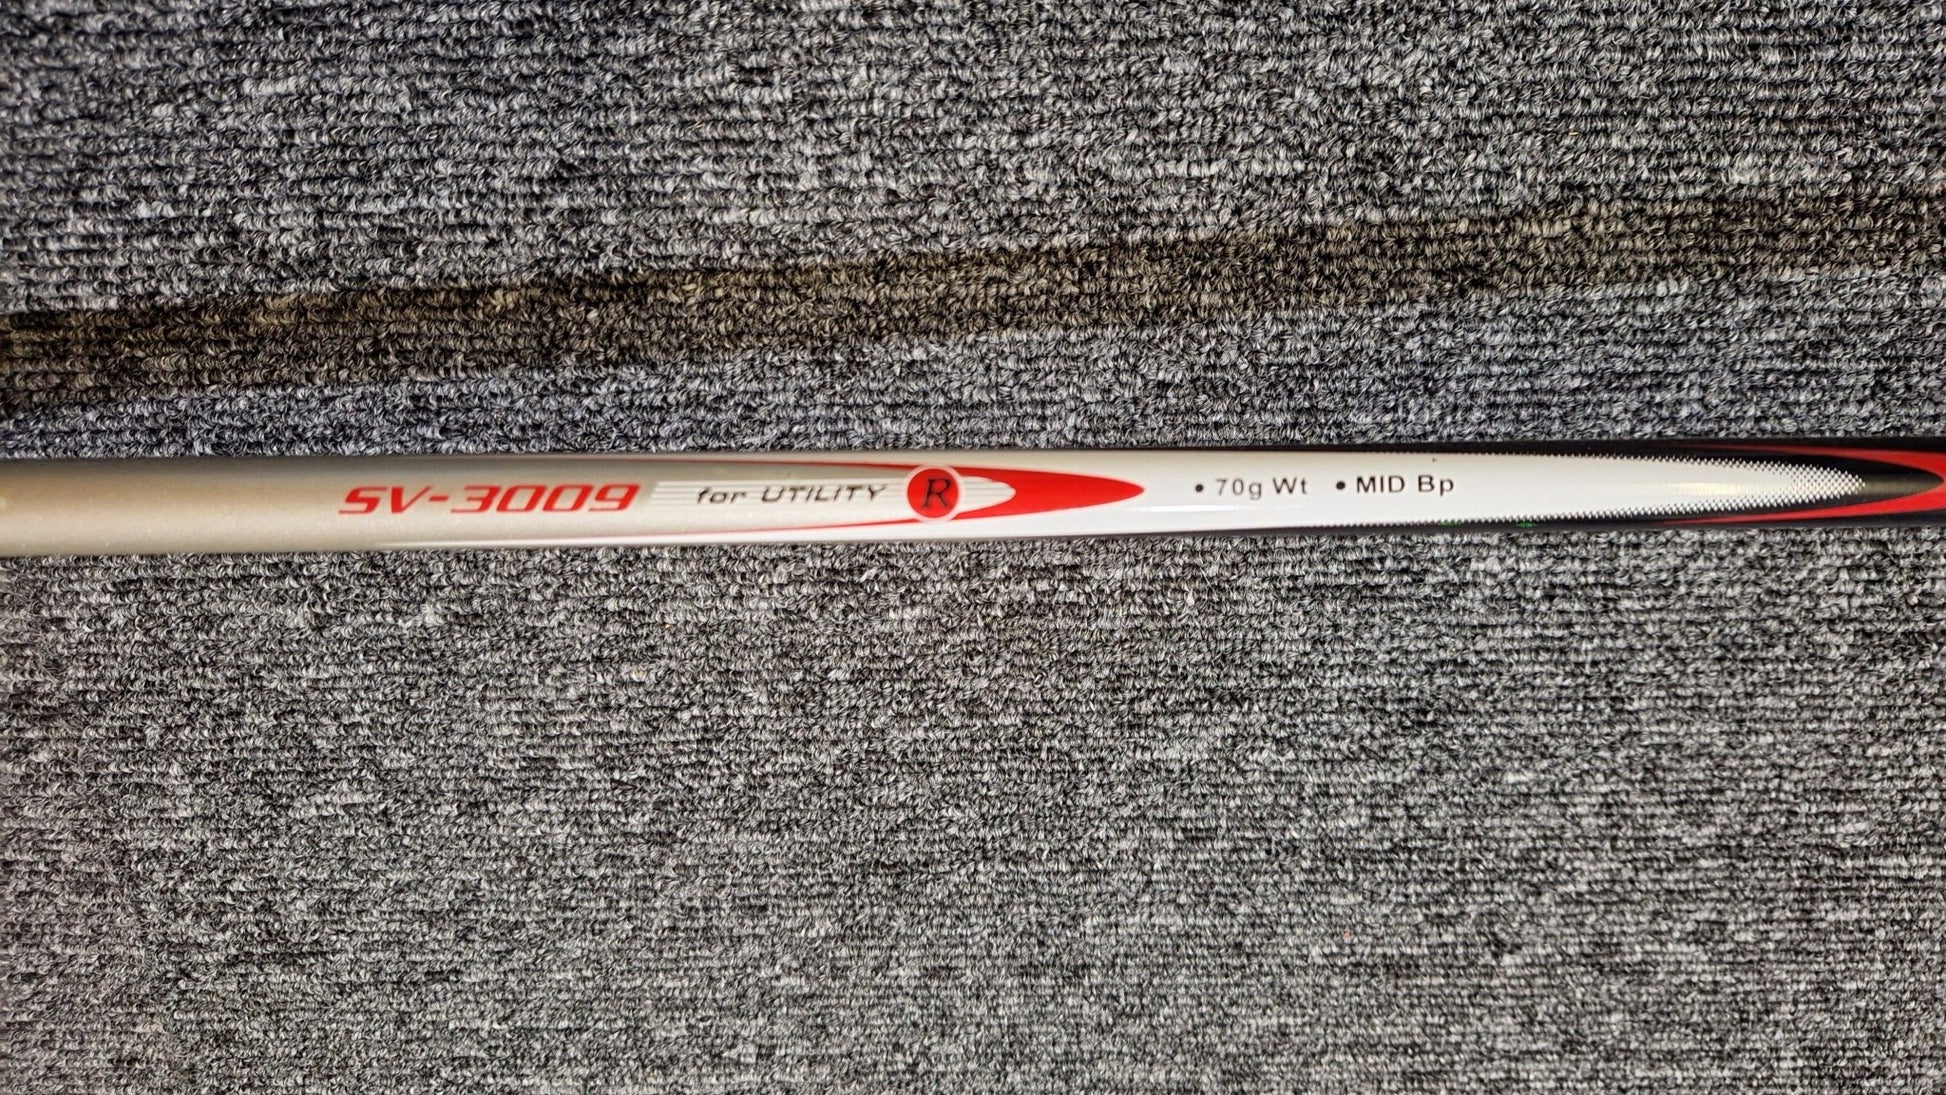 SV-3009 for UTILITY R • 70g Wt • MID Bp